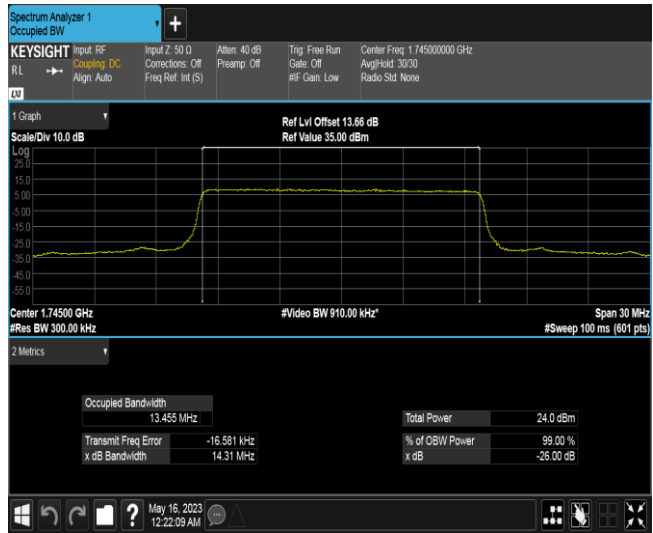 Spectrum Analyzer 1
Occupied BW
+
KEYSIGHT Input: RF Input Z: 50 Ω Atten: 40 dB Trig: Free Run Center Freq: 1.745000000 GHz
RL Coupling: DC Corrections: Off Preamp: Off Gate: Off Avg|Hold: 30/30
Align: Auto Freq Ref: Int (S) #IF Gain: Low Radio Std: None
LXI
1 Graph
Ref Lvl Offset 13.66 dB
Scale/Div 10.0 dB Ref Value 35.00 dBm
Log
25.0
15.0
5.00
-5.00
-15.0
-25.0
-35.0
-45.0
-55.0
Center 1.74500 GHz #Video BW 910.00 kHz* Span 30 MHz
#Res BW 300.00 kHz #Sweep 100 ms (601 pts)
2 Metrics
Occupied Bandwidth
13.455 MHz Total Power 24.0 dBm
Transmit Freq Error -16.581 kHz % of OBW Power 99.00 %
x dB Bandwidth 14.31 MHz x dB -26.00 dB
? May 16, 2023
12:22:09 AM